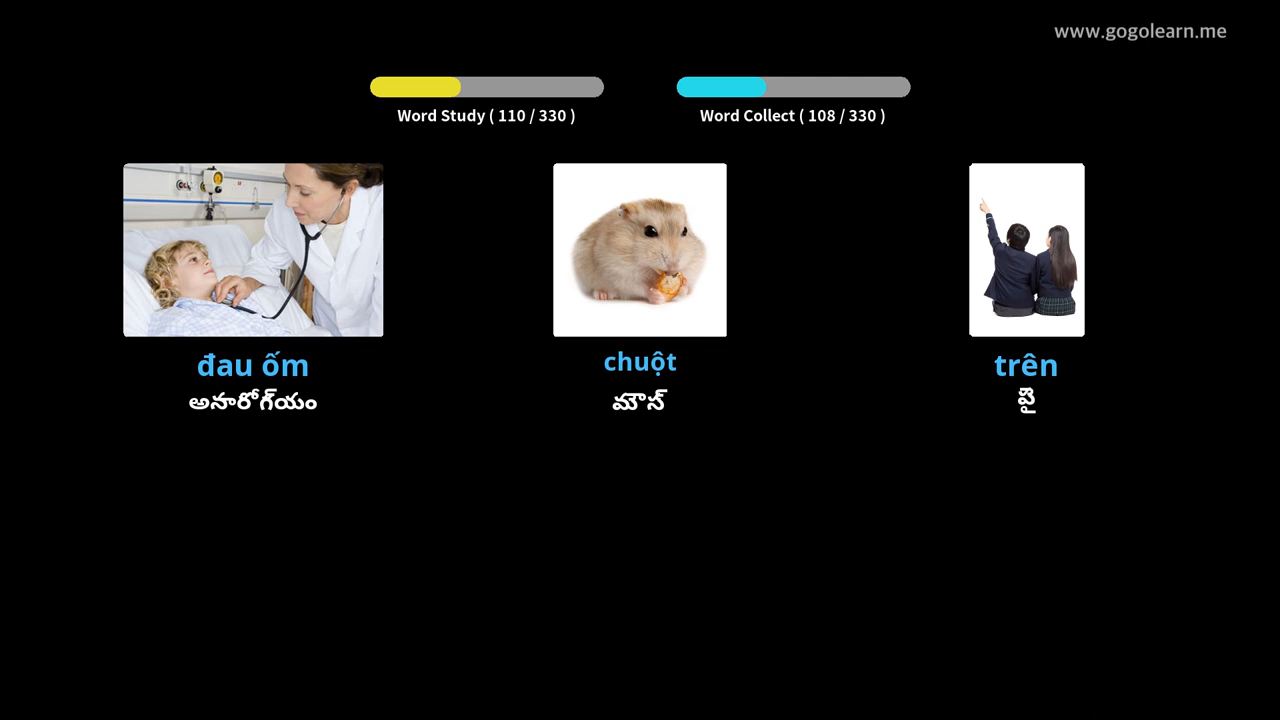 www.gogolearn.me
Word Study ( 110 / 330 )
Word Collect ( 108 / 330 )
đau ốm
అనారోగ్యం
chuột
మౌస్
trên
పై